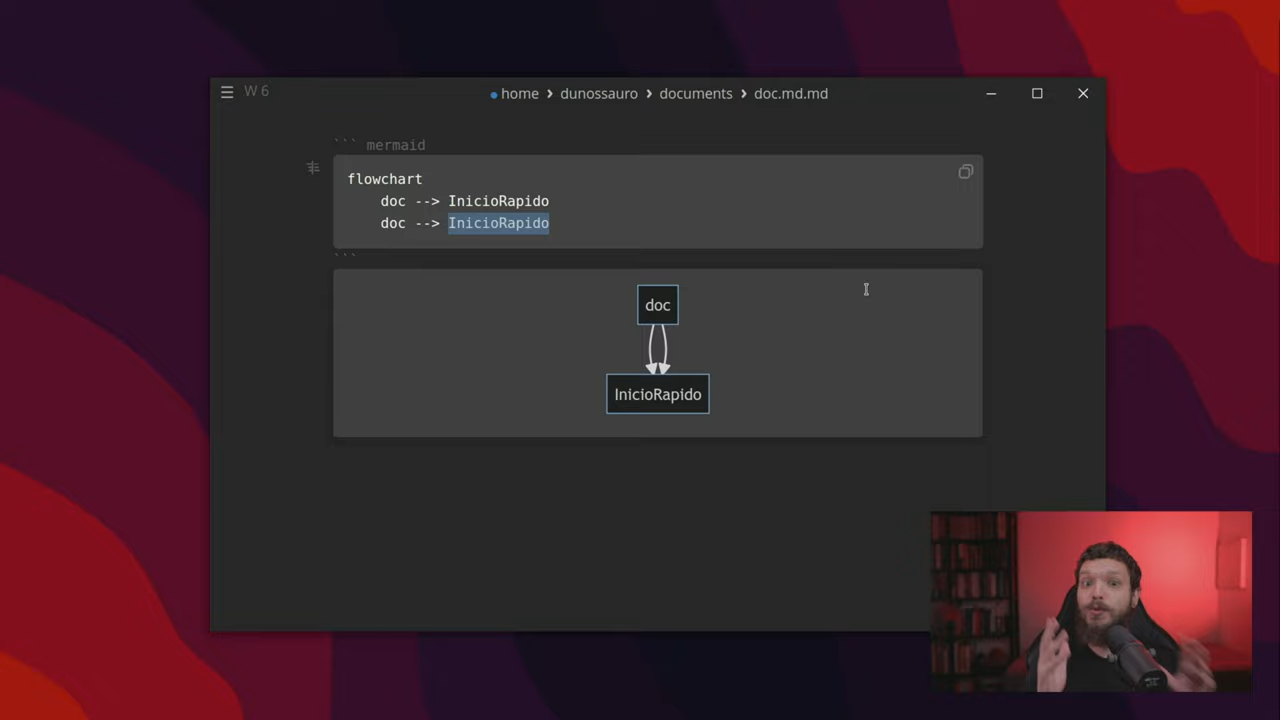 W 6
home › dunossauro › documents › doc.md.md
``` mermaid
flowchart
    doc --> InicioRapido
    doc --> InicioRapido
```
doc
InicioRapido